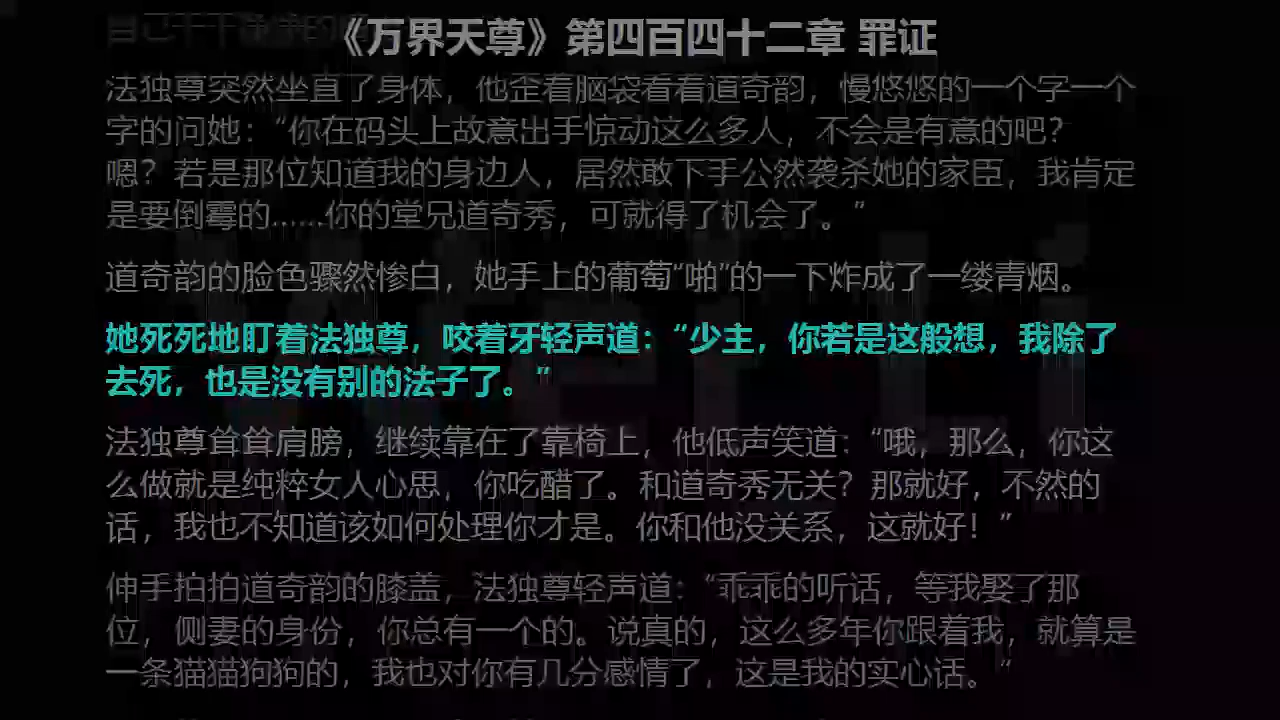 《万界天尊》第四百四十二章 罪证
法独尊突然坐直了身体，他歪着脑袋看着道奇韵，慢悠悠的一个字一个
字的问她：“你在码头上故意出手惊动这么多人，不会是有意的吧？
嗯？若是那位知道我的身边人，居然敢下手公然袭杀她的家臣，我肯定
是要倒霉的……你的堂兄道奇秀，可就得了机会了。”
道奇韵的脸色骤然惨白，她手上的葡萄“啪”的一下炸成了一缕青烟。
她死死地盯着法独尊，咬着牙轻声道：“少主，你若是这般想，我除了
去死，也是没有别的法子了。”
法独尊耸耸肩膀，继续靠在了靠椅上，他低声笑道：“哦，那么，你这
么做就是纯粹女人心思，你吃醋了。和道奇秀无关？那就好，不然的
话，我也不知道该如何处理你才是。你和他没关系，这就好！”
伸手拍拍道奇韵的膝盖，法独尊轻声道：“乖乖的听话，等我娶了那
位，侧妻的身份，你总有一个的。说真的，这么多年你跟着我，就算是
一条猫猫狗狗的，我也对你有几分感情了，这是我的实心话。”